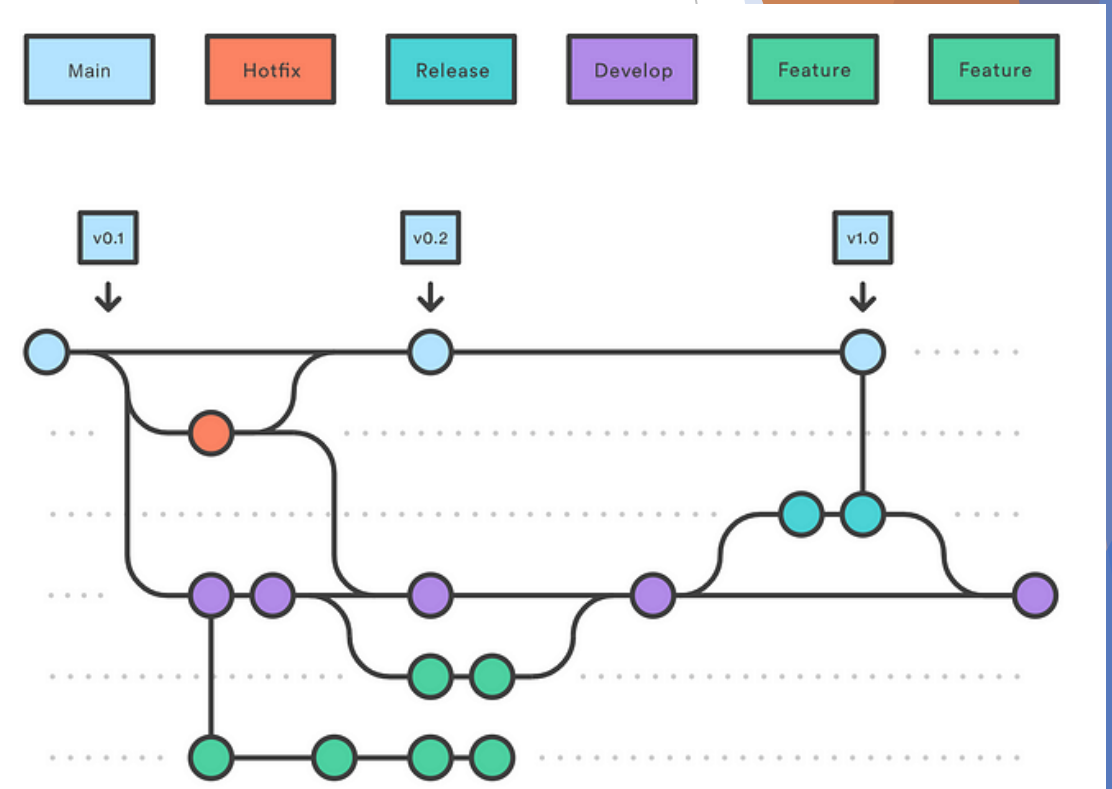 Main
Hotfix
Release
Develop
Feature
Feature
v0.1
v0.2
v1.0